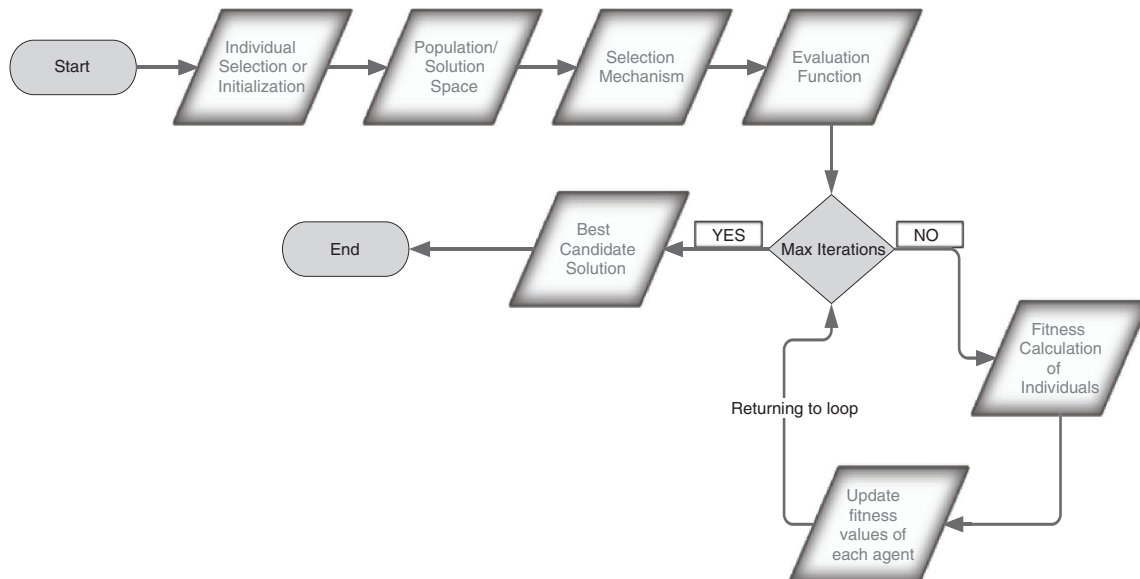 Start
Individual
Selection or
Initialization
Population/
Solution
Space
Selection
Mechanism
Evaluation
Function
End
Best
Candidate
Solution
YES
Max Iterations
NO
Fitness
Calculation
of
Individuals
Returning to loop
Update
fitness
values of
each agent